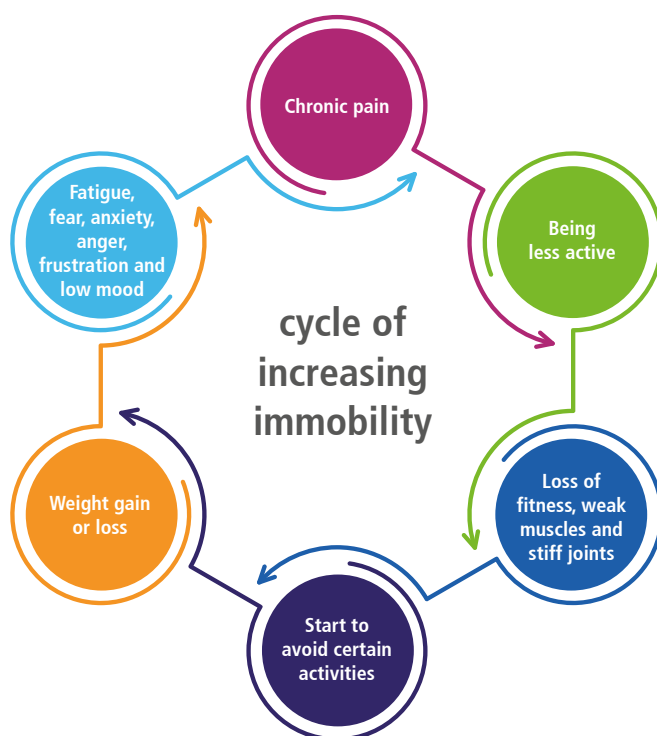 Chronic pain
Being
less active
Loss of
fitness, weak
muscles and
stiff joints
Start to
avoid certain
activities
Weight gain
or loss
Fatigue,
fear, anxiety,
anger,
frustration and
low mood
cycle of
increasing
immobility